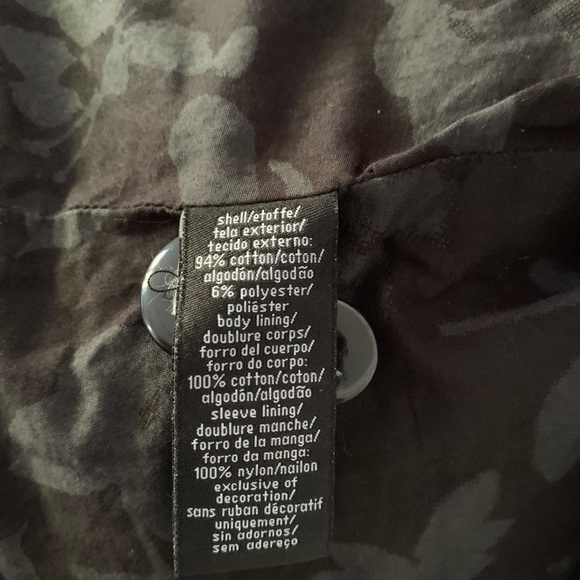 shell/etoffe/
tela exterior/
tecido externo:
94% cotton/coton/
algodón/algodão
6% polyester/
poliéster
body lining/
doublure corps/
forro del cuerpo/
forro do corpo:
100% cotton/coton/
algodón/algodão
sleeve lining/
doublure manche/
forro de la manga/
forro da manga:
100% nylon/nailon
exclusive of
decoration/
sans ruban décoratif
uniquement/
sin adornos/
sem adereço